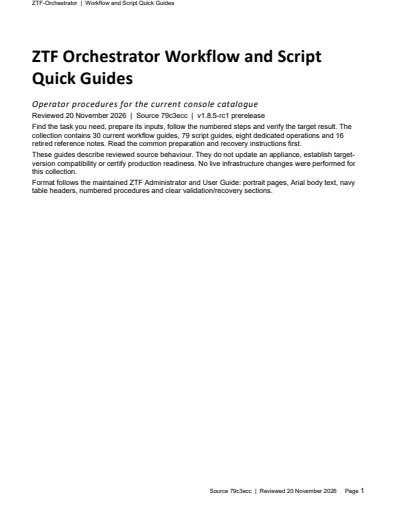 ZTF-Orchestrator | Workflow and Script Quick Guides
ZTF Orchestrator Workflow and Script
Quick Guides
Operator procedures for the current console catalogue
Reviewed 20 November 2026 | Source 79c3ecc | v1.8.5-rc1 prerelease
Find the task you need, prepare its inputs, follow the numbered steps and verify the target result. The
collection contains 30 current workflow guides, 79 script guides, eight dedicated operations and 16
retired reference notes. Read the common preparation and recovery instructions first.
These guides describe reviewed source behaviour. They do not update an appliance, establish target-
version compatibility or certify production readiness. No live infrastructure changes were performed for
this collection.
Format follows the maintained ZTF Administrator and User Guide: portrait pages, Arial body text, navy
table headers, numbered procedures and clear validation/recovery sections.
Source 79c3ecc | Reviewed 20 November 2026 Page 1